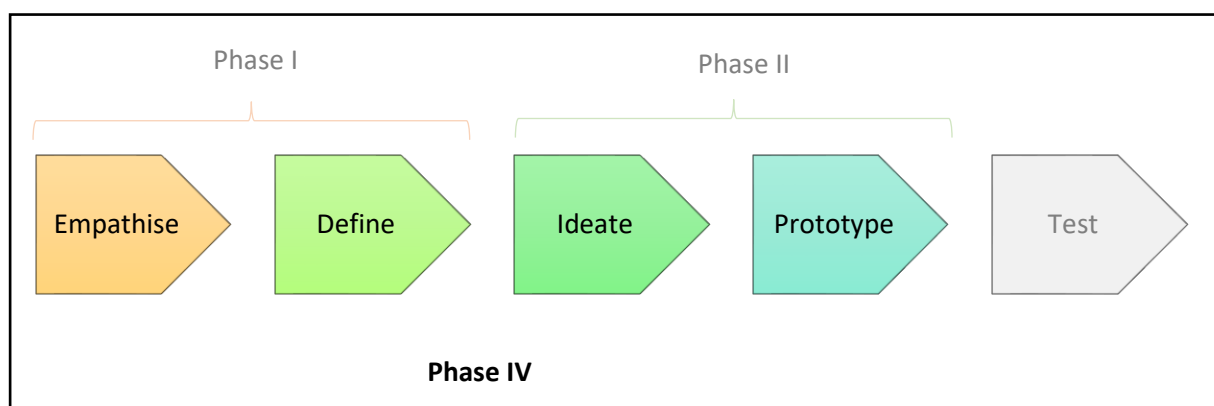 Phase I
Phase II
Empathise
Define
Ideate
Prototype
Test
Phase IV